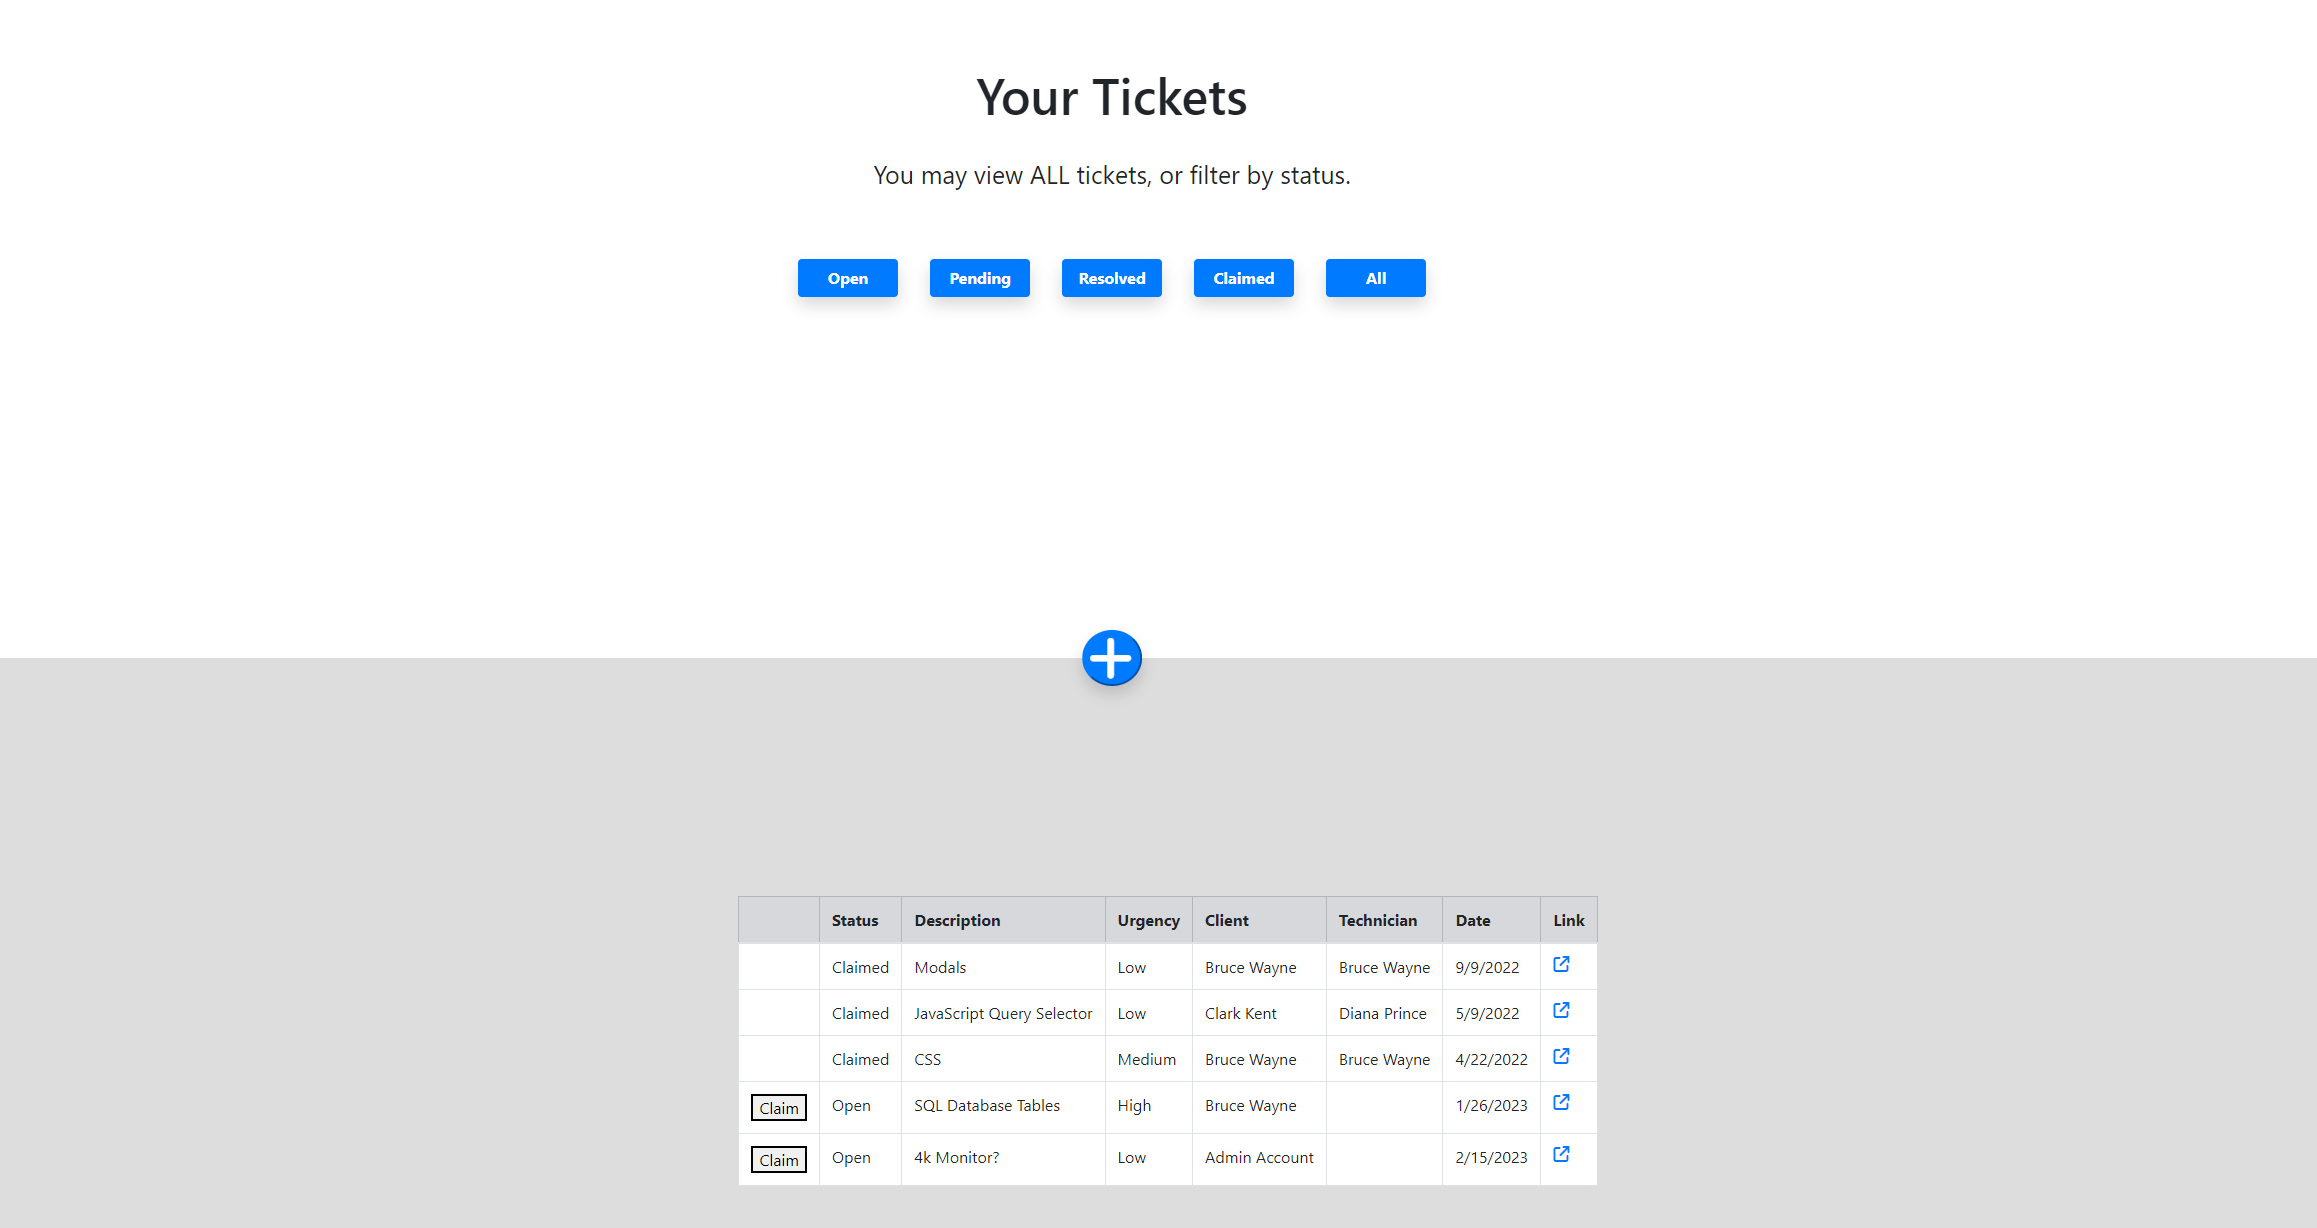 Your Tickets
You may view ALL tickets, or filter by status.
Open Pending Resolved Claimed All
Status Description Urgency Client Technician Date Link
Claimed Modals Low Bruce Wayne Bruce Wayne 9/9/2022
Claimed JavaScript Query Selector Low Clark Kent Diana Prince 5/9/2022
Claimed CSS Medium Bruce Wayne Bruce Wayne 4/22/2022
Claim Open SQL Database Tables High Bruce Wayne 1/26/2023
Claim Open 4k Monitor? Low Admin Account 2/15/2023